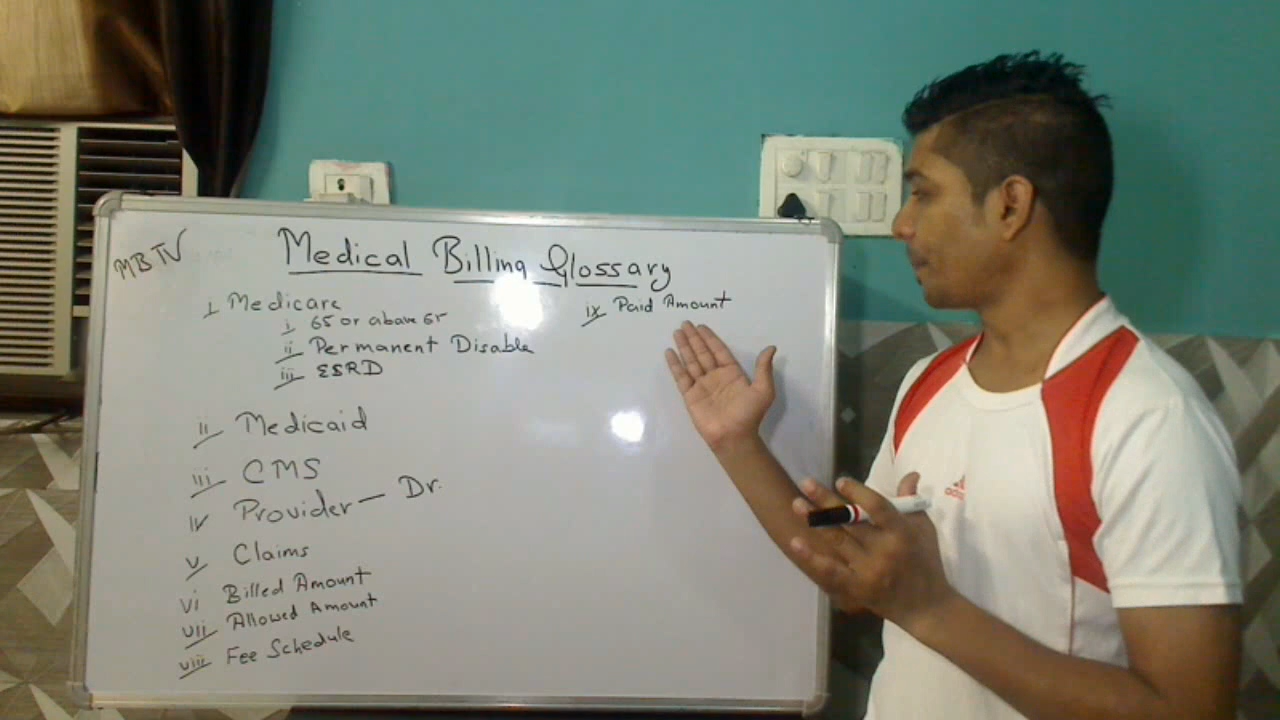 MBTV
Medical Billing Glossary
i Medicare
i 65 or above 65
ii Permanent Disable
iii ESRD
ii Medicaid
iii CMS
iv Provider — Dr.
v Claims
vi Billed Amount
vii Allowed Amount
viii Fee Schedule
ix Paid Amount
adidas